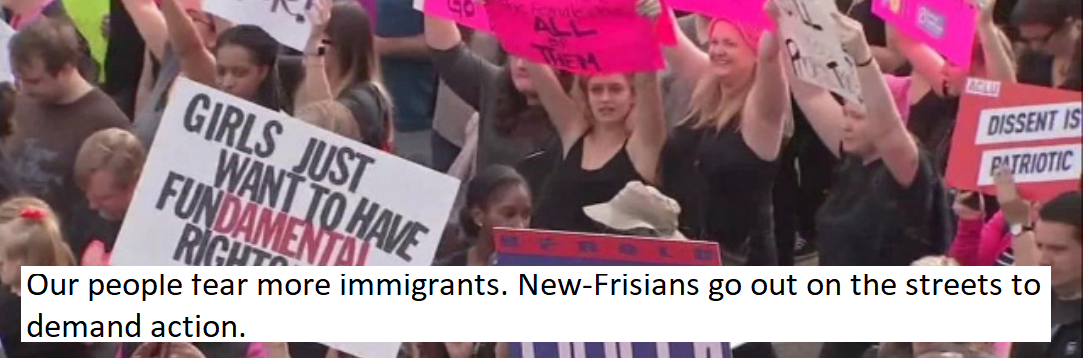 ALL
OF
THEM
ACLU
DISSENT IS
PATRIOTIC
GIRLS JUST
WANT TO HAVE
FUNDAMENTAL
RIGHTS
Our people fear more immigrants. New-Frisians go out on the streets to
demand action.